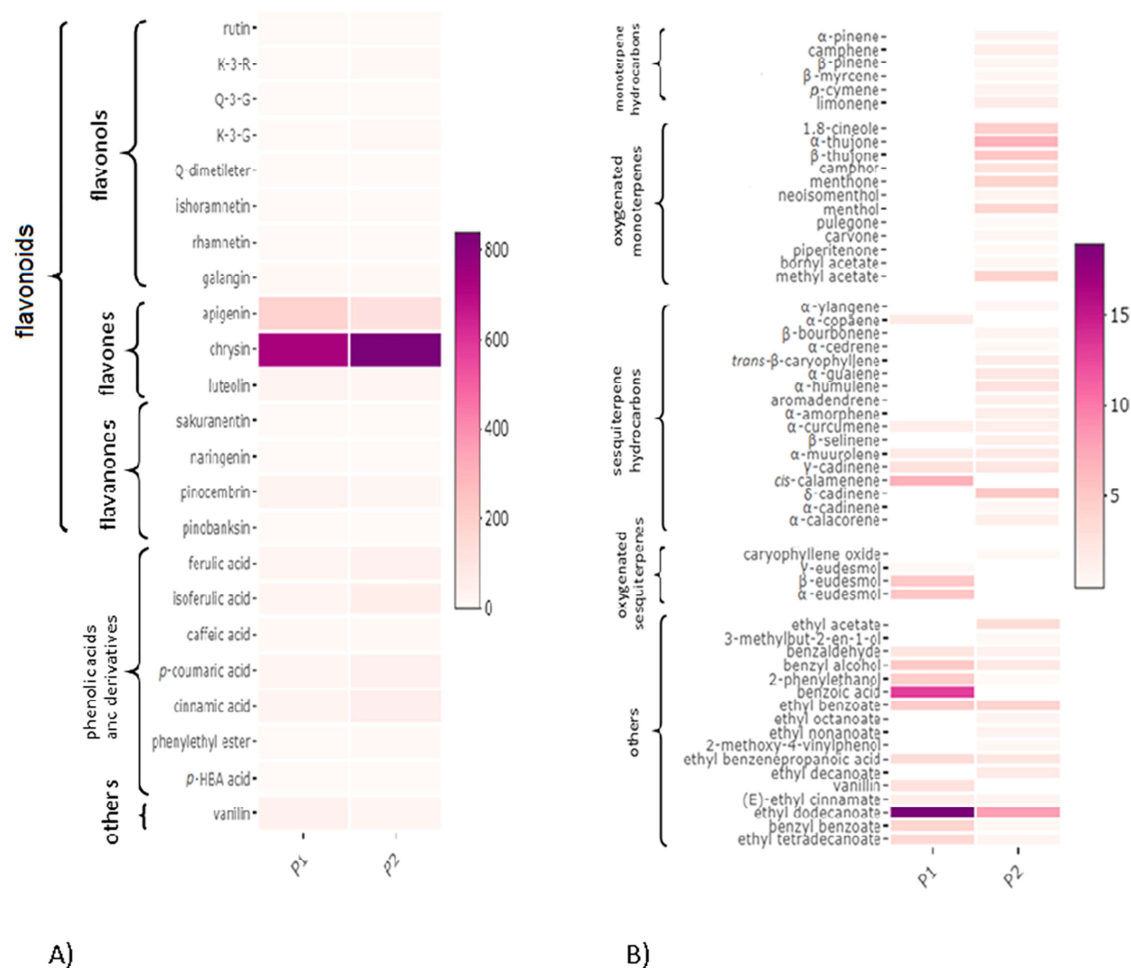 flavonoids
flavonols
rutin
K-3-R
Q-3-G
K-3-G
Q-dimetileter
ishoramnetin
rhamnetin
galangin
flavones
apigenin
chrysin
luteolin
flavanones
sakuranentin
naringenin
pinocembrin
pinobanksin
phenolic acids
anc derivatives
ferulic acid
isoferulic acid
caffeic acid
p-coumaric acid
cinnamic acid
phenylethyl ester
p-HBA acid
others
vanilin
P1
P2
800
600
400
200
0
A)
monoterpene
hydrocarbons
α-pinene
camphene
β-pinene
β-myrcene
p-cymene
limonene
oxygenated
monoterpenes
1.8-cineole
α-thujone
β-thujone
camphor
menthone
neoisomenthol
menthol
pulegone
carvone
piperitenone
bornyl acetate
methyl acetate
sesquiterpene
hydrocarbons
α-ylangene
α-copaene
β-bourbonene
α-cedrene
trans-β-caryophyllene
α-guaiene
α-humulene
aromadendrene
α-amorphene
α-curcumene
β-selinene
α-muurolene
γ-cadinene
cis-calamenene
δ-cadinene
α-cadinene
α-calacorene
oxygenated
sesquiterpenes
caryophyllene oxide
γ-eudesmol
β-eudesmol
α-eudesmol
others
ethyl acetate
3-methylbut-2-en-1-ol
benzaldehyde
benzyl alcohol
2-phenylethanol
benzoic acid
ethyl benzoate
ethyl octanoate
ethyl nonanoate
2-methoxy-4-vinylphenol
ethyl benzenepropanoic acid
ethyl decanoate
vanillin
(E)-ethyl cinnamate
ethyl dodecanoate
benzyl benzoate
ethyl tetradecanoate
P1
P2
15
10
5
B)